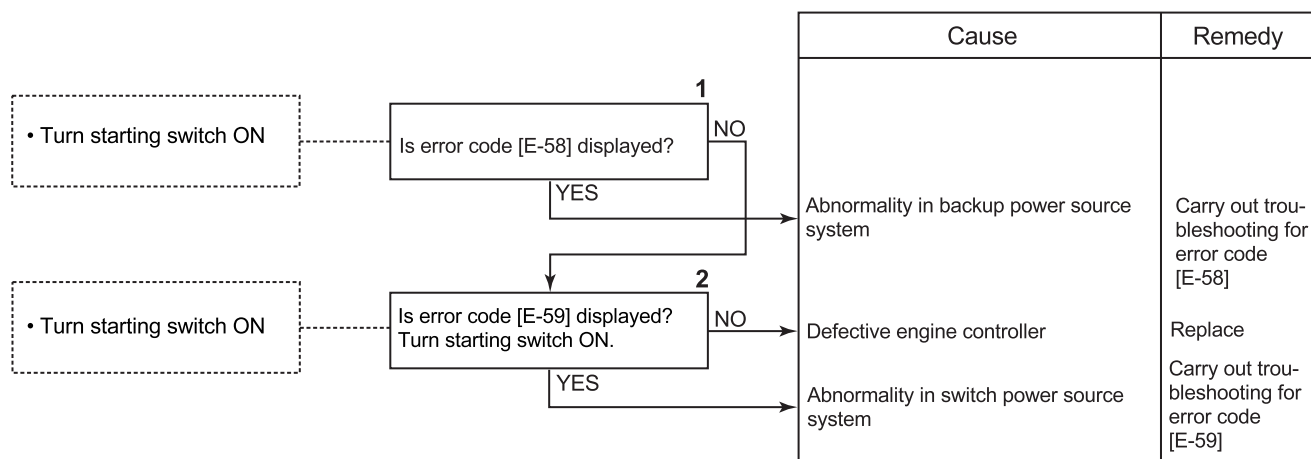 Cause
Remedy
1
• Turn starting switch ON
Is error code [E-58] displayed?
NO
YES
Abnormality in backup power source
system
Carry out trou-
bleshooting for
error code
[E-58]
2
• Turn starting switch ON
Is error code [E-59] displayed?
Turn starting switch ON.
NO
Defective engine controller
Replace
YES
Abnormality in switch power source
system
Carry out trou-
bleshooting for
error code
[E-59]